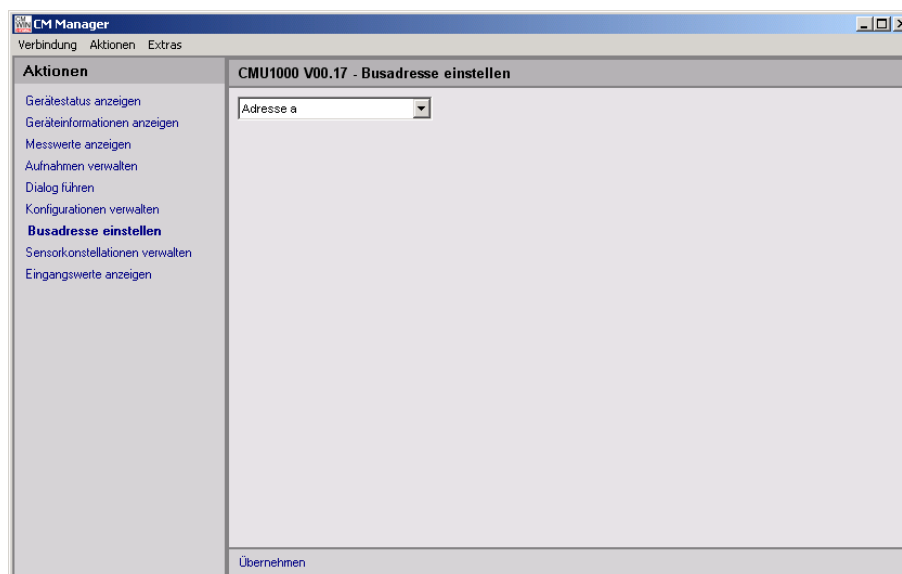 CM Manager
Verbindung Aktionen Extras
Aktionen
Gerätestatus anzeigen
Geräteinformationen anzeigen
Messwerte anzeigen
Aufnahmen verwalten
Dialog führen
Konfigurationen verwalten
Busadresse einstellen
Sensorkonstellationen verwalten
Eingangswerte anzeigen
CMU1000 V00.17 - Busadresse einstellen
Adresse a
Übernehmen